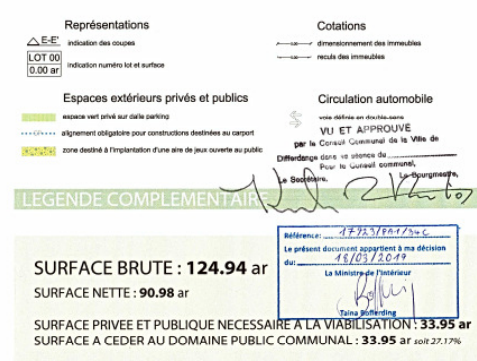 Représentations
E-E' indication des coupes
LOT 00
0.00 ar
indication numéro lot et surface
Cotations
dimensionnement des immeubles
reculs des immeubles
Espaces extérieurs privés et publics
espace vert privé sur dalle parking
alignement obligatoire pour constructions destinées au carport
zone destiné à l'implantation d'une aire de jeux ouverte au public
Circulation automobile
voie définie en double-sens
VU ET APPROUVÉ
par le Conseil Communal de la Ville de
Differdange dans sa séance de
Pour le Conseil communal,
Le Secrétaire, Le Bourgmestre,
LEGENDE COMPLEMENTAIRE
Référence: 17923/PA1/34C
Le présent document appartient à ma décision
du: 18/03/2019
La Ministre de l'Intérieur
Taina Bofferding
SURFACE BRUTE : 124.94 ar
SURFACE NETTE : 90.98 ar
SURFACE PRIVEE ET PUBLIQUE NECESSAIRE A LA VIABILISATION : 33.95 ar
SURFACE A CEDER AU DOMAINE PUBLIC COMMUNAL : 33.95 ar soit 27.17%